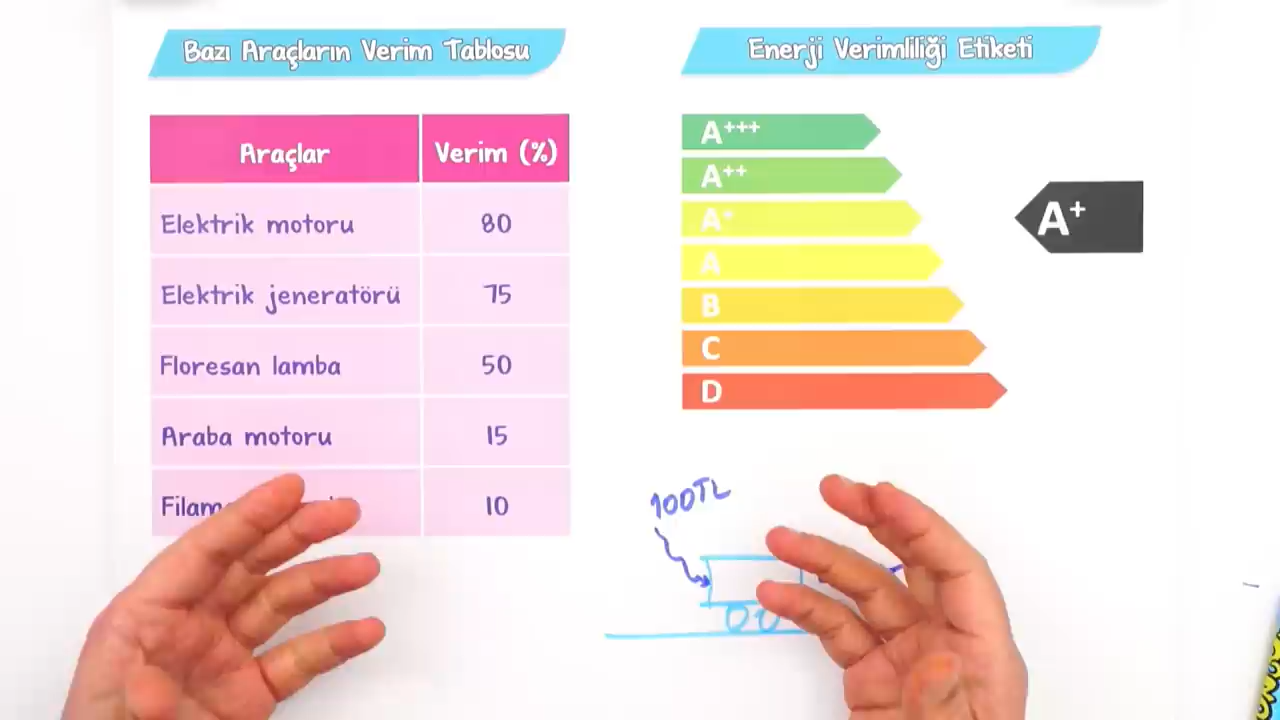 Bazı Araçların Verim Tablosu
Araçlar Verim (%)
Elektrik motoru 80
Elektrik jeneratörü 75
Floresan lamba 50
Araba motoru 15
10
Enerji Verimliliği Etiketi
A+++
A++
A+
A
B
C
D
A+
100TL